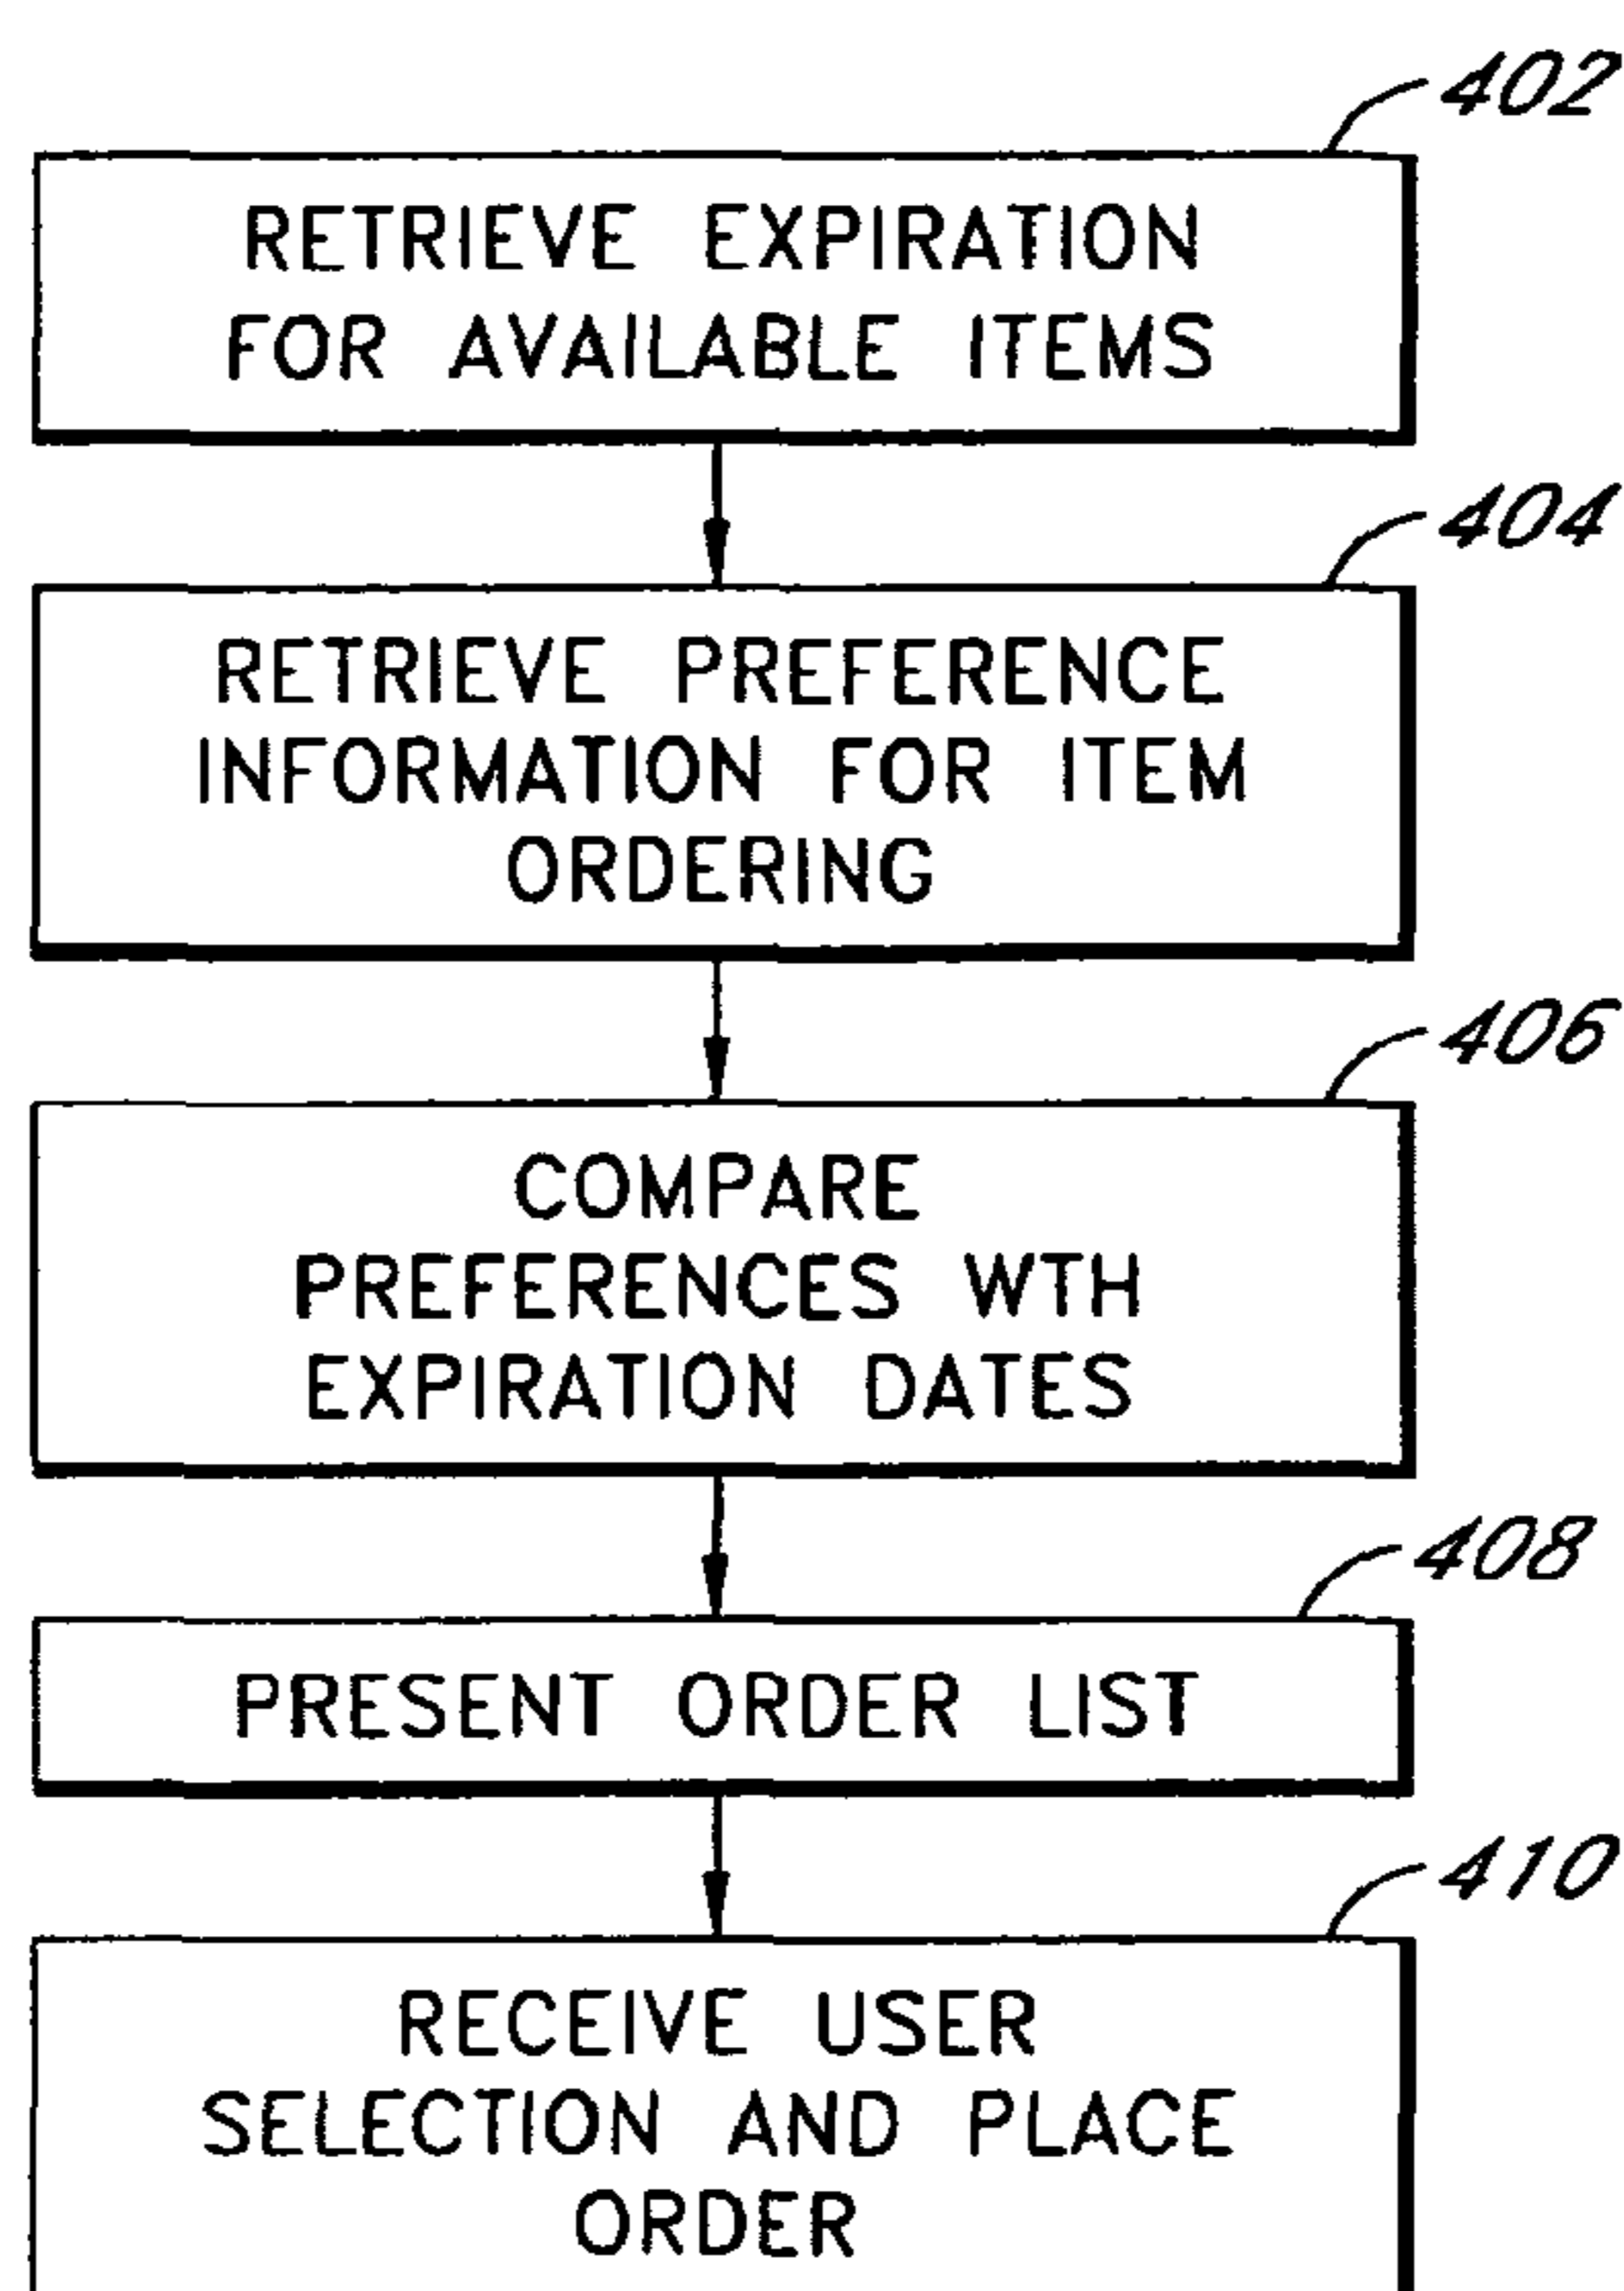 402
RETRIEVE EXPIRATION
FOR AVAILABLE ITEMS
404
RETRIEVE PREFERENCE
INFORMATION FOR ITEM
ORDERING
406
COMPARE
PREFERENCES WTH
EXPIRATION DATES
408
PRESENT ORDER LIST
410
RECEIVE USER
SELECTION AND PLACE
ORDER